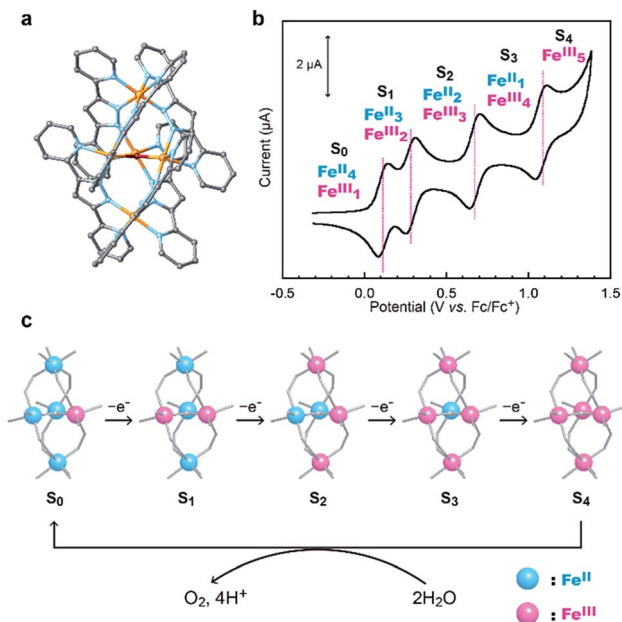 a
b
2 μA
S4
FeIII5
S3
FeII1
FeIII4
S2
FeII2
FeIII3
S1
FeII3
FeIII2
S0
FeII4
FeIII1
Current (μA)
-0.5 0.0 0.5 1.0 1.5
Potential (V vs. Fc/Fc+)
c
−e− −e− −e− −e−
S0 S1 S2 S3 S4
O2, 4H+ 2H2O
: FeII
: FeIII